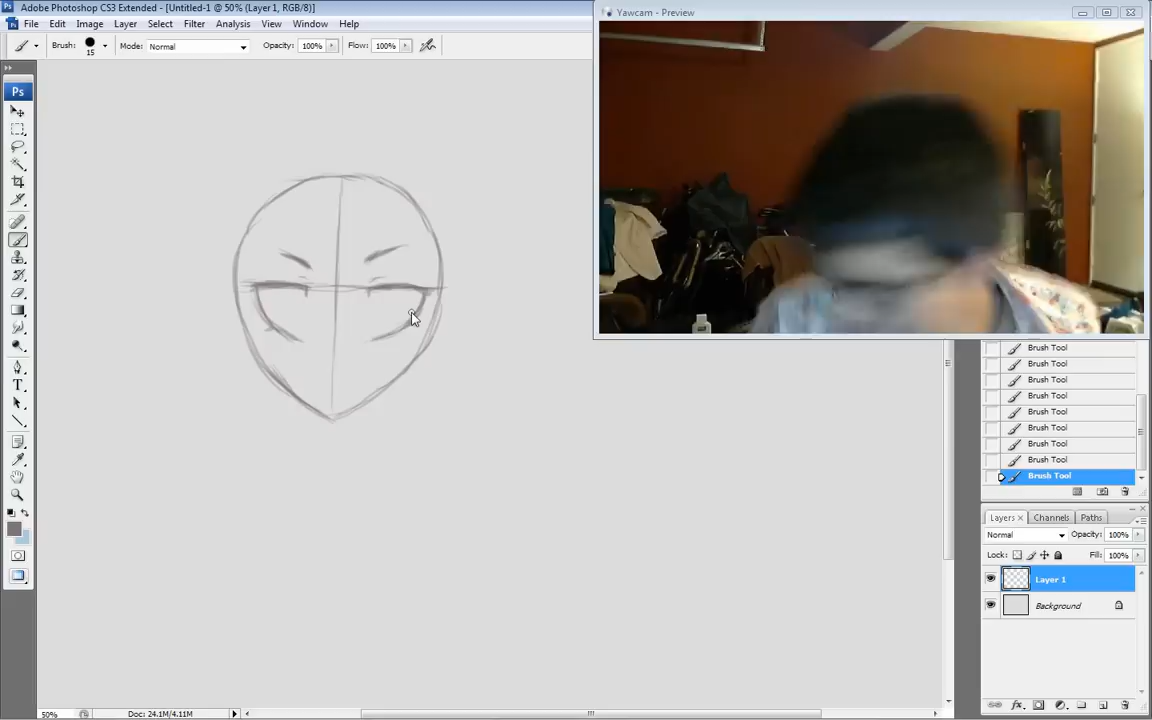 Adobe Photoshop CS3 Extended - [Untitled-1 @ 50% (Layer 1, RGB/8)]
Yawcam - Preview
File Edit Image Layer Select Filter Analysis View Window Help
Brush: 15 Mode: Normal Opacity: 100% Flow: 100%
Ps
T
Brush Tool
Brush Tool
Brush Tool
Brush Tool
Brush Tool
Brush Tool
Brush Tool
Brush Tool
Brush Tool
Layers Channels Paths
Normal Opacity: 100%
Lock: Fill: 100%
Layer 1
Background
fx
50% Doc: 24.1M/4.11M